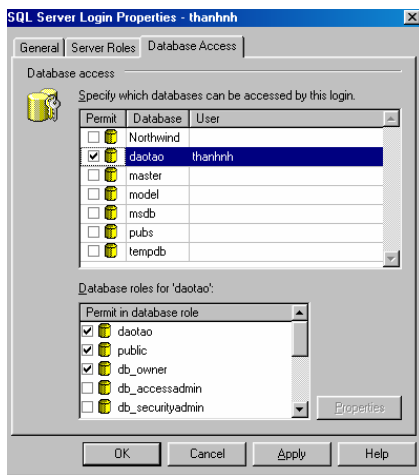 SQL Server Login Properties - thanhnh
General Server Roles Database Access
Database access
Specify which databases can be accessed by this login.
Permit Database User
Northwind
daotao thanhnh
master
model
msdb
pubs
tempdb
Database roles for 'daotao':
Permit in database role
daotao
public
db_owner
db_accessadmin
db_securityadmin
Properties
OK Cancel Apply Help